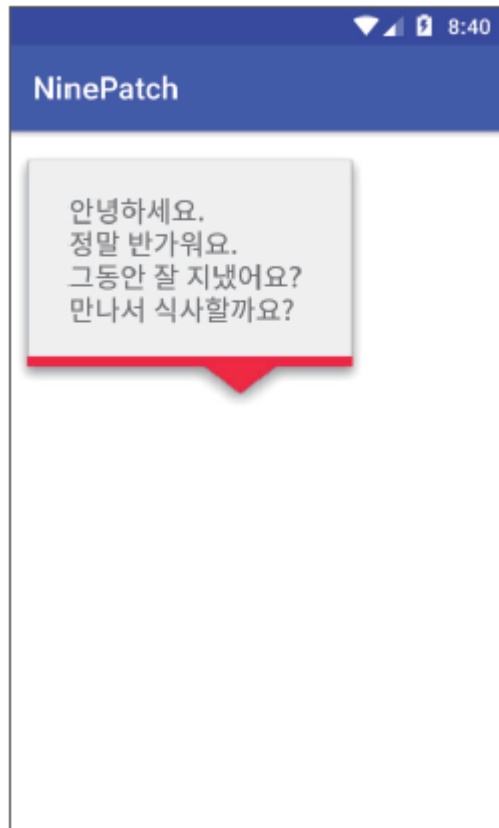 8:40
NinePatch
안녕하세요.
정말 반가워요.
그동안 잘 지냈어요?
만나서 식사할까요?